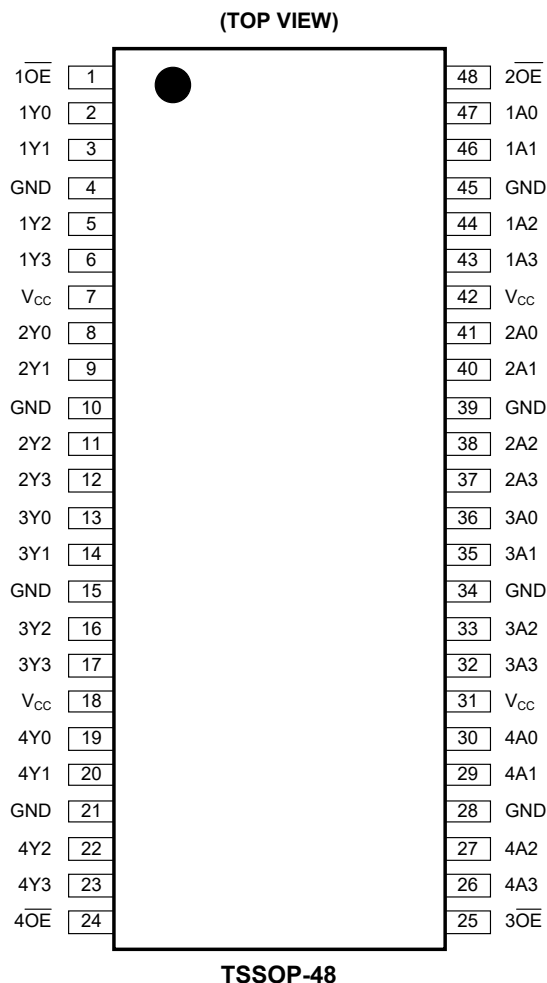 (TOP VIEW)
1O̅E̅ 1 48 2O̅E̅
1Y0 2 47 1A0
1Y1 3 46 1A1
GND 4 45 GND
1Y2 5 44 1A2
1Y3 6 43 1A3
VCC 7 42 VCC
2Y0 8 41 2A0
2Y1 9 40 2A1
GND 10 39 GND
2Y2 11 38 2A2
2Y3 12 37 2A3
3Y0 13 36 3A0
3Y1 14 35 3A1
GND 15 34 GND
3Y2 16 33 3A2
3Y3 17 32 3A3
VCC 18 31 VCC
4Y0 19 30 4A0
4Y1 20 29 4A1
GND 21 28 GND
4Y2 22 27 4A2
4Y3 23 26 4A3
4O̅E̅ 24 25 3O̅E̅
TSSOP-48